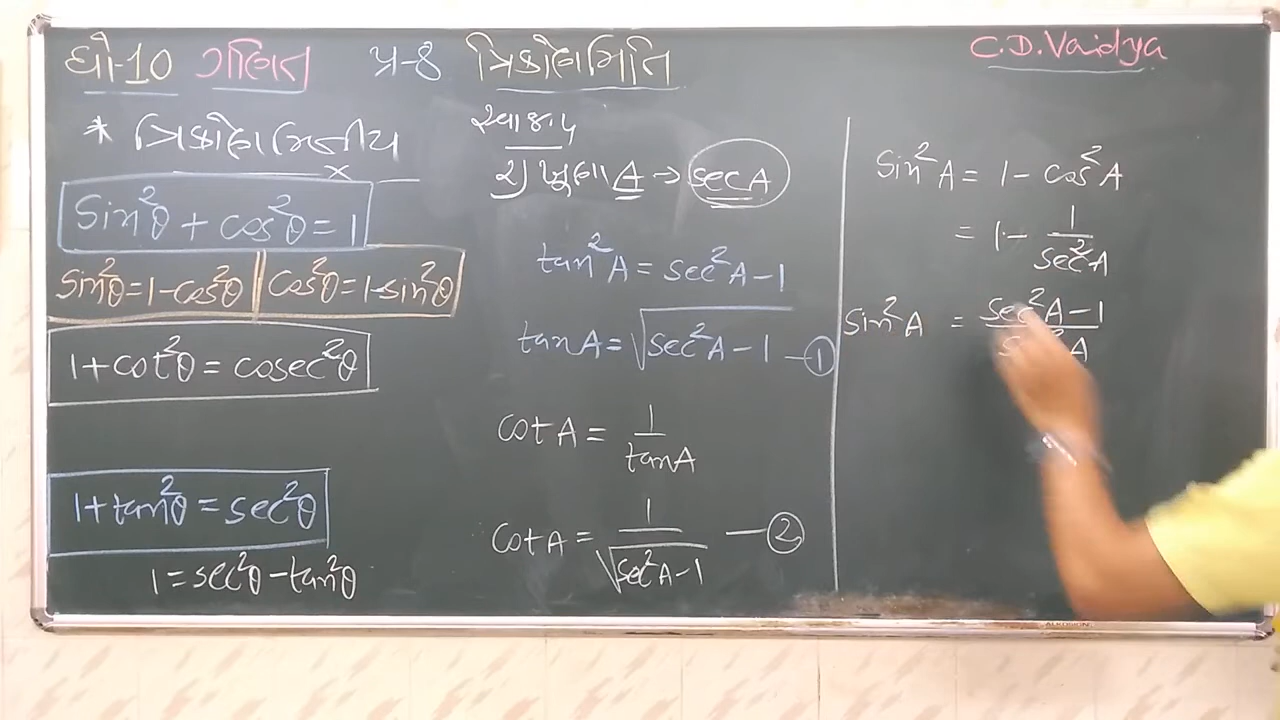 ધો-10 ગણિત પ્ર-8 ત્રિકોણમિતિ
C.D.Vaidya
* ત્રિકોણમિતીય
Sin²θ + cos²θ = 1
sin²θ = 1-cos²θ
cos²θ = 1-sin²θ
1+cot²θ = cosec²θ
1+tan²θ = sec²θ
1 = sec²θ - tan²θ
A → secA
tan²A = sec²A-1
tanA = √(sec²A-1) — ①
cotA = 1/tanA
cotA = 1/√(sec²A-1) — ②
Sin²A = 1 - cos²A
= 1 - 1/sec²A
Sin²A = sec²A-1
ALKOSIGN